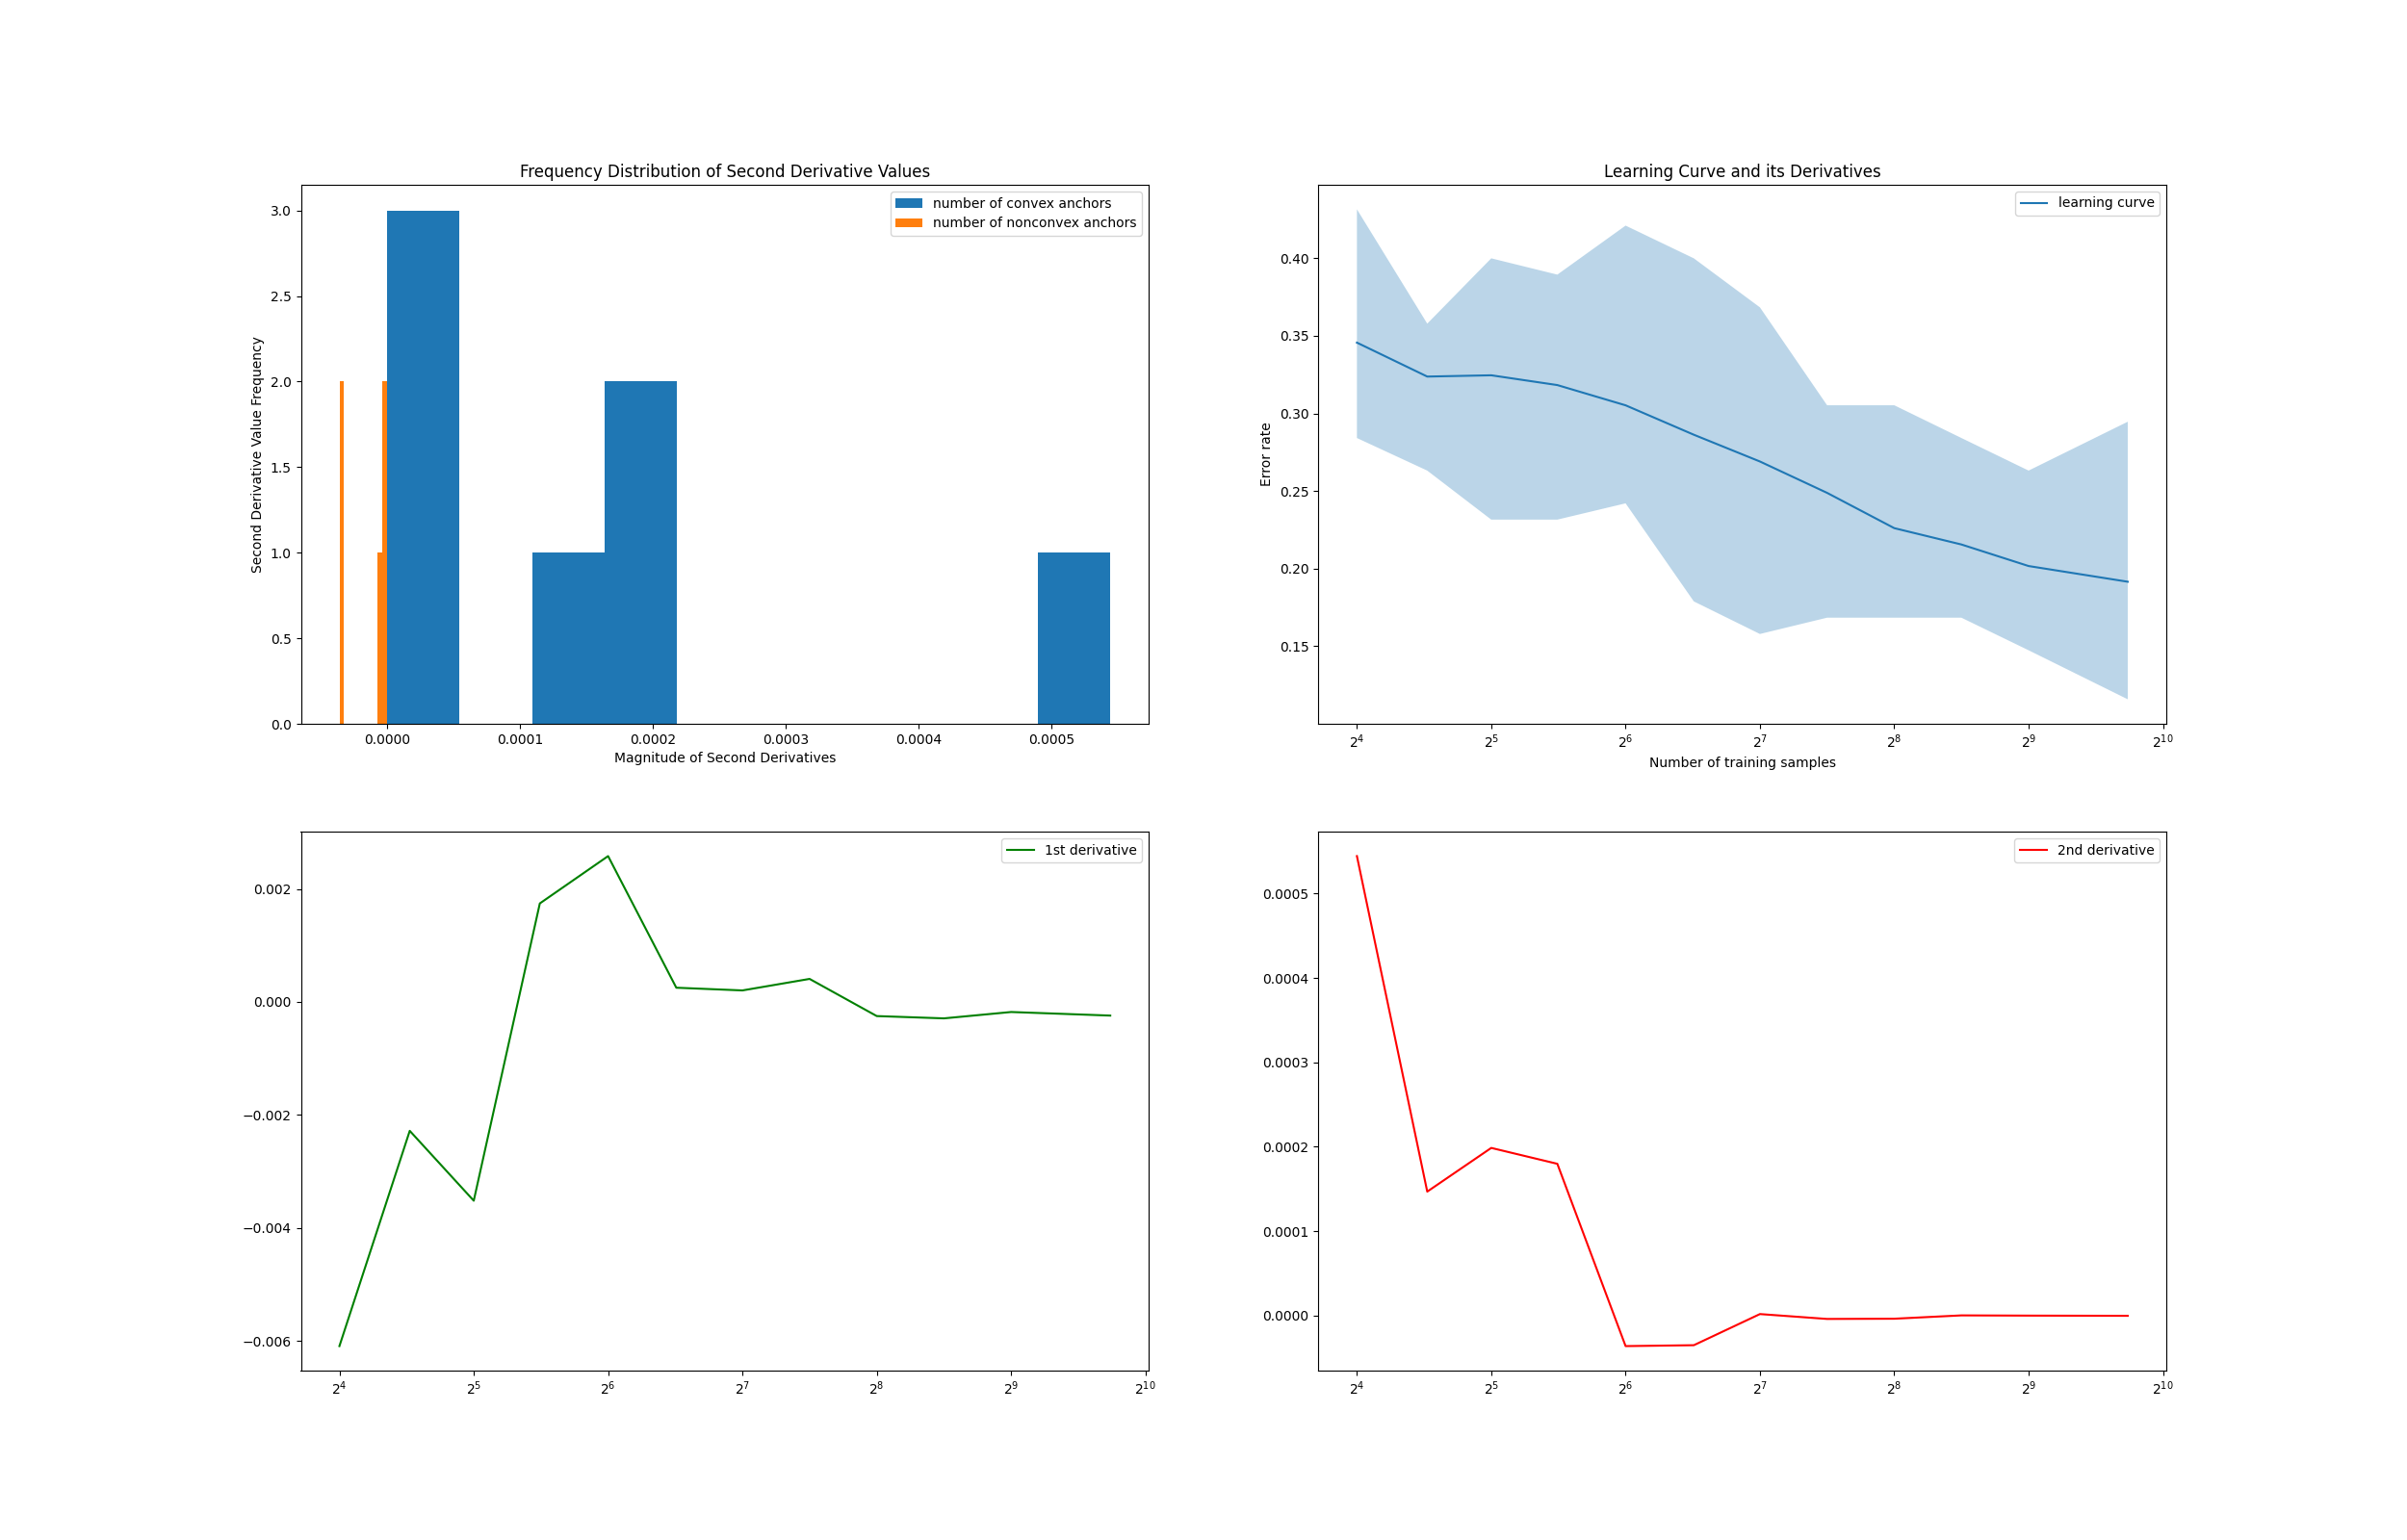 Frequency Distribution of Second Derivative Values
number of convex anchors
number of nonconvex anchors
Second Derivative Value Frequency
3.0
2.5
2.0
1.5
1.0
0.5
0.0
0.0000 0.0001 0.0002 0.0003 0.0004 0.0005
Magnitude of Second Derivatives
Learning Curve and its Derivatives
learning curve
Error rate
0.40
0.35
0.30
0.25
0.20
0.15
2⁴ 2⁵ 2⁶ 2⁷ 2⁸ 2⁹ 2¹⁰
Number of training samples
1st derivative
0.002
0.000
−0.002
−0.004
−0.006
2⁴ 2⁵ 2⁶ 2⁷ 2⁸ 2⁹ 2¹⁰
2nd derivative
0.0005
0.0004
0.0003
0.0002
0.0001
0.0000
2⁴ 2⁵ 2⁶ 2⁷ 2⁸ 2⁹ 2¹⁰